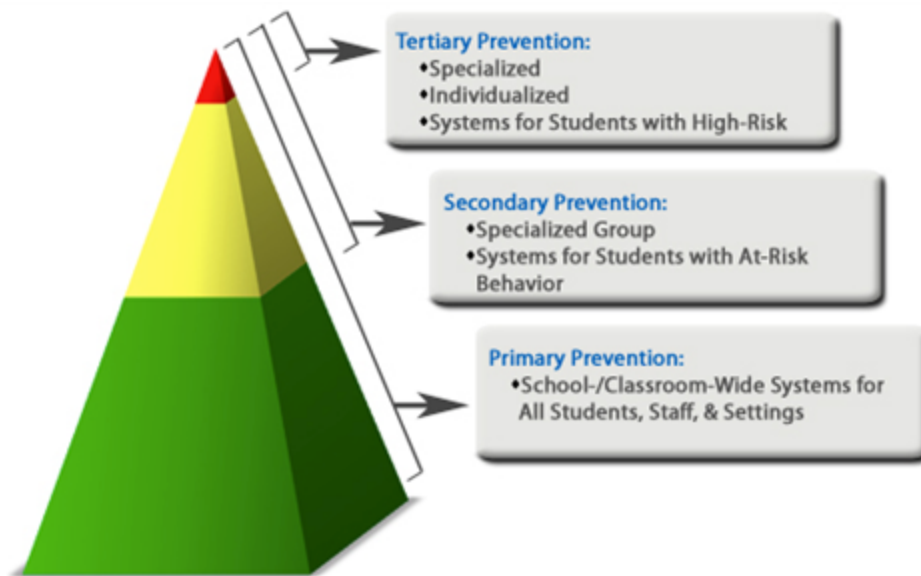 Tertiary Prevention:
♦Specialized
♦Individualized
♦Systems for Students with High-Risk
Secondary Prevention:
♦Specialized Group
♦Systems for Students with At-Risk
Behavior
Primary Prevention:
♦School-/Classroom-Wide Systems for
All Students, Staff, & Settings